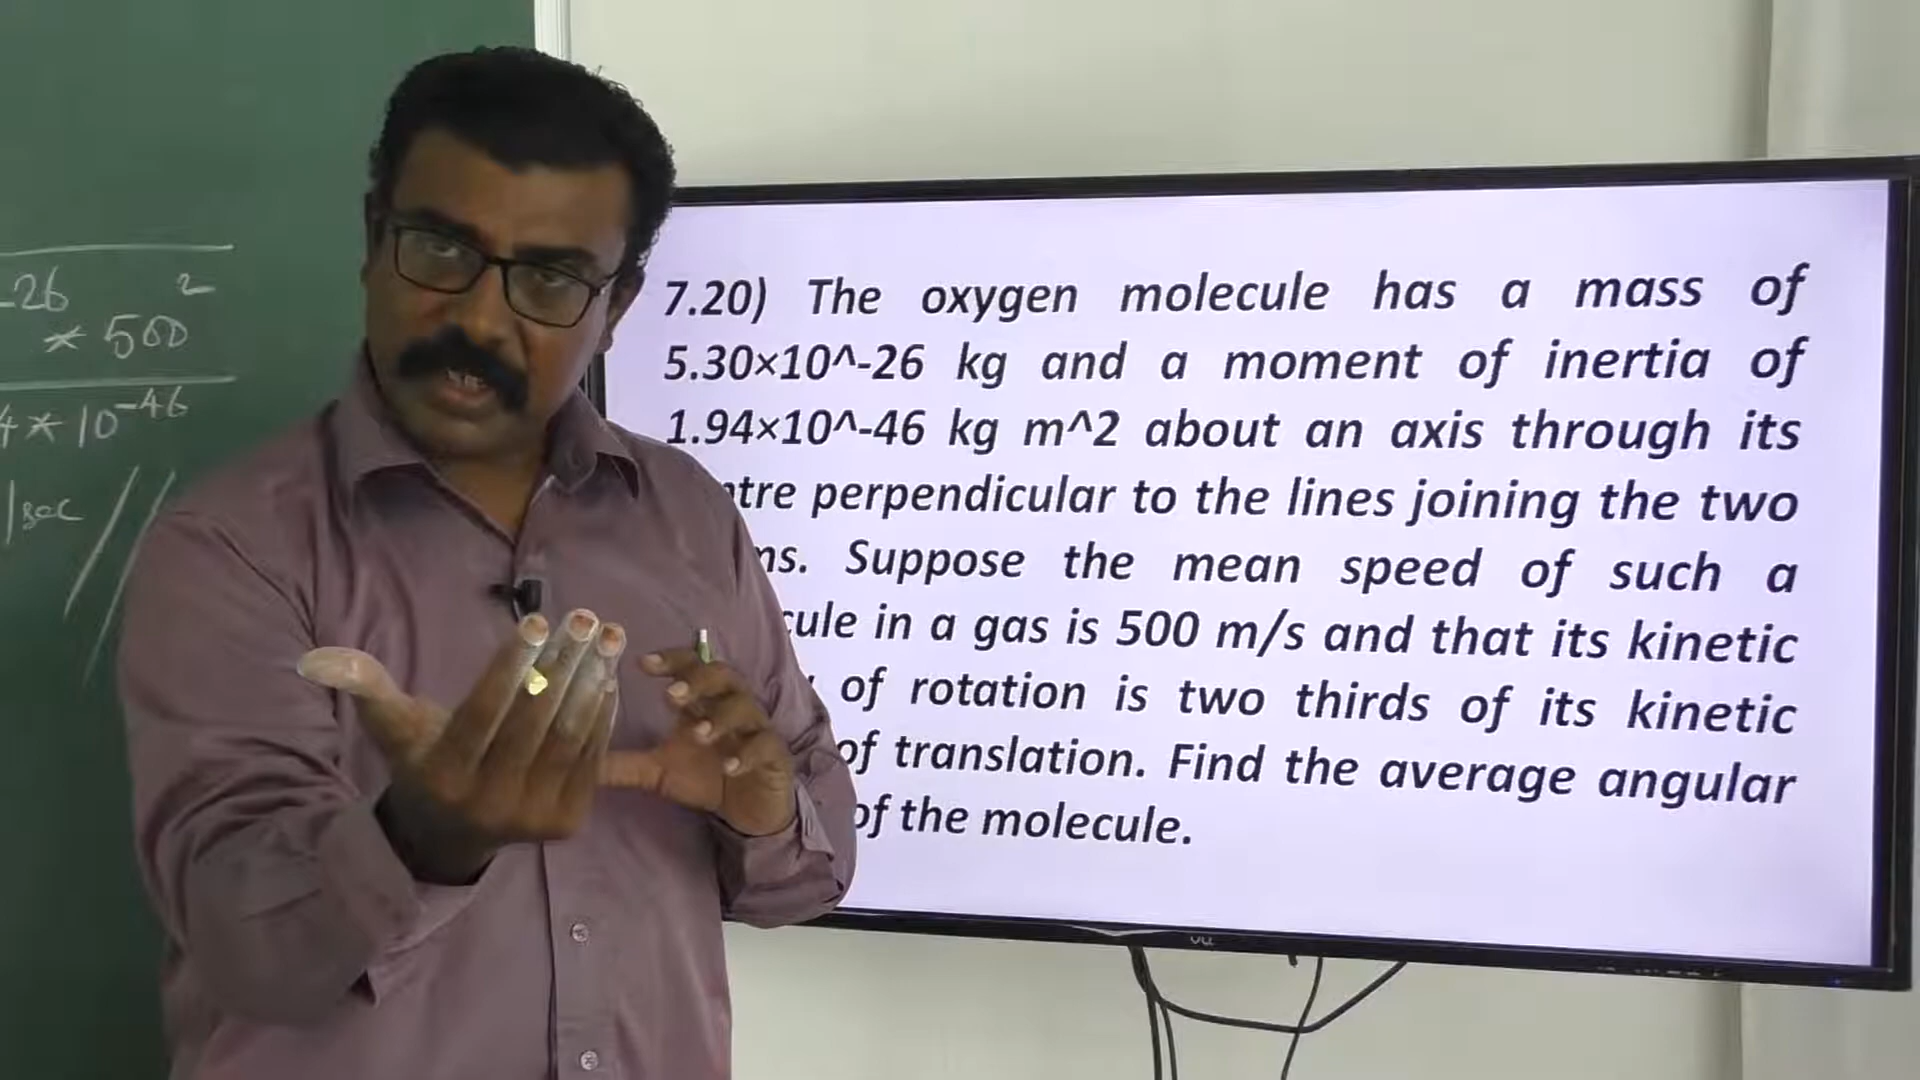 -26 2
* 500
4 * 10^-46
/sec //
7.20) The oxygen molecule has a mass of
5.30×10^-26 kg and a moment of inertia of
1.94×10^-46 kg m^2 about an axis through its
ntre perpendicular to the lines joining the two
ms. Suppose the mean speed of such a
cule in a gas is 500 m/s and that its kinetic
of rotation is two thirds of its kinetic
of translation. Find the average angular
of the molecule.